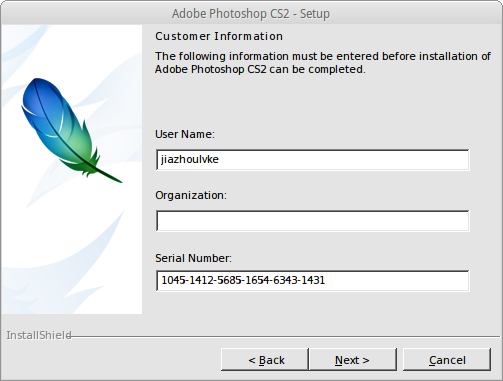 Adobe Photoshop CS2 - Setup
Customer Information
The following information must be entered before installation of
Adobe Photoshop CS2 can be completed.
User Name:
jiazhoulvke
Organization:
Serial Number:
1045-1412-5685-1654-6343-1431
InstallShield
< Back
Next >
Cancel